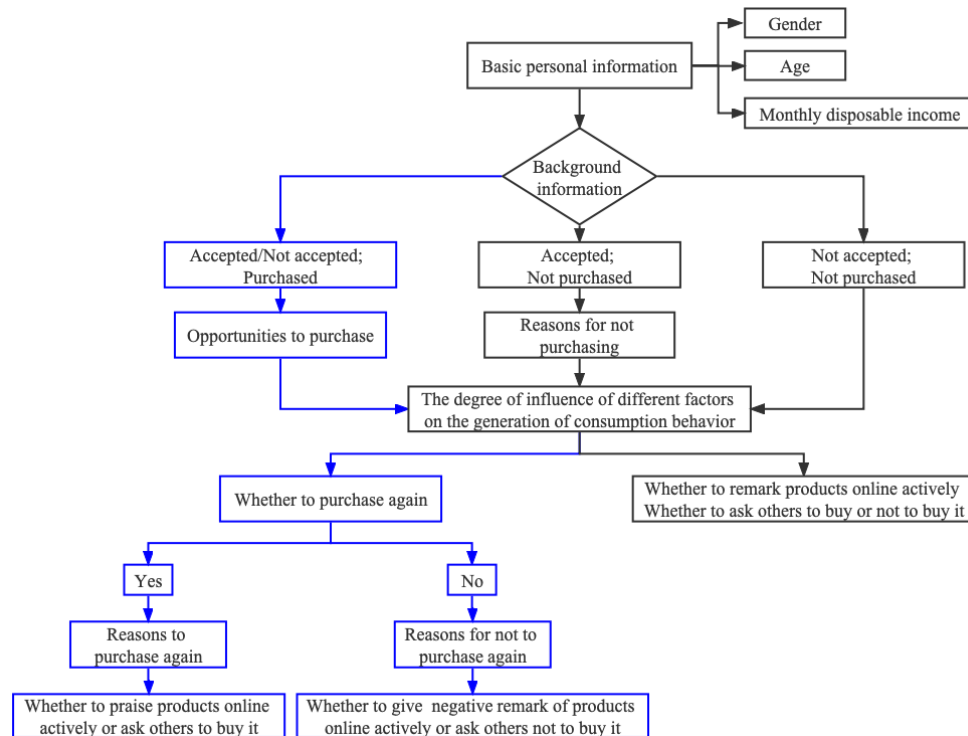 Gender
Basic personal information
Age
Monthly disposable income
Background
information
Accepted/Not accepted;
Purchased
Accepted;
Not purchased
Not accepted;
Not purchased
Opportunities to purchase
Reasons for not
purchasing
The degree of influence of different factors
on the generation of consumption behavior
Whether to purchase again
Whether to remark products online actively
Whether to ask others to buy or not to buy it
Yes
No
Reasons to
purchase again
Reasons for not to
purchase again
Whether to praise products online
actively or ask others to buy it
Whether to give negative remark of products
online actively or ask others not to buy it